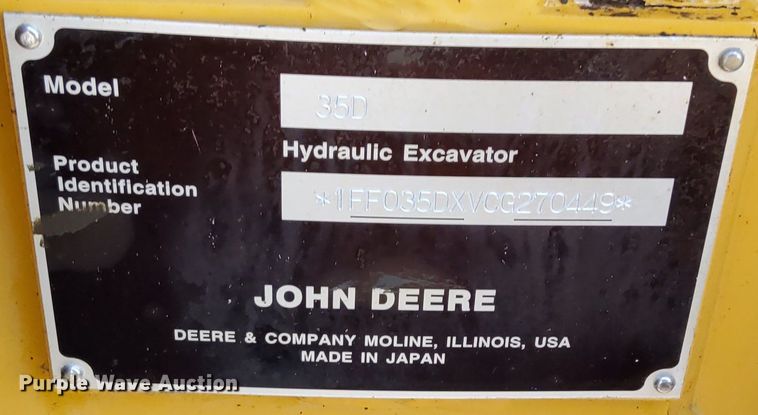 Model
35D
Hydraulic Excavator
Product
Identification
Number
*1FF035DXVCG270449*
JOHN DEERE
DEERE & COMPANY MOLINE, ILLINOIS, USA
MADE IN JAPAN
Purple Wave Auction